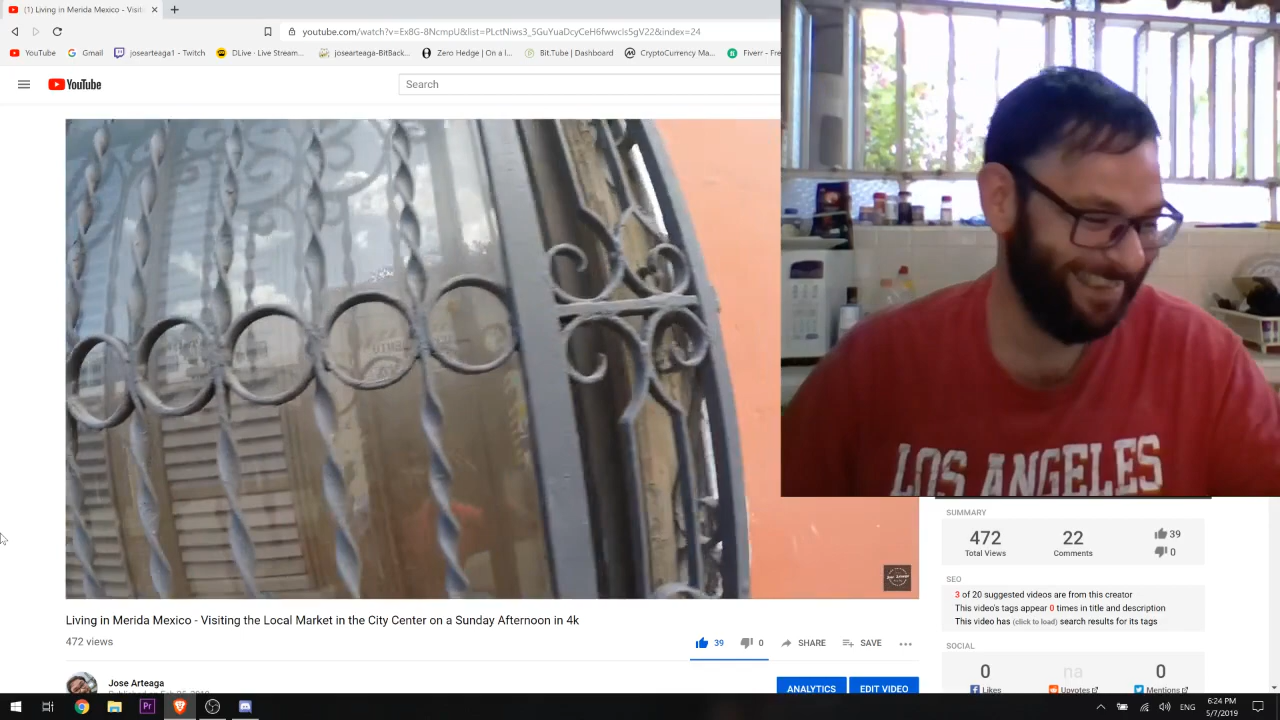 (1) Living in Merida Mexico - Visit
youtube.com/watch?v=Ex8G-8NcmpU&list=PLmNiws3_5GuYuaDcyCeH6fwwcIs5gV22&index=24
YouTube Gmail josearteaga1 - Twitch DLive · Live Stream... josearteaga-BitBack... Zero Hedge | On a l... Bit.Tube | Dashboard CryptoCurrency Ma... Fiverr - Fre
YouTube
Search
LOS ANGELES
SUMMARY
472 22 39
Total Views Comments 0
SEO
3 of 20 suggested videos are from this creator
This video's tags appear 0 times in title and description
This video has (click to load) search results for its tags
SOCIAL
0 na 0
Likes Upvotes Mentions
Living in Merida Mexico - Visiting the Local Market in the City Center on a Sunday Afternoon in 4k
472 views
39 0 SHARE SAVE
Jose Arteaga
ANALYTICS EDIT VIDEO
ENG
6:24 PM
5/7/2019